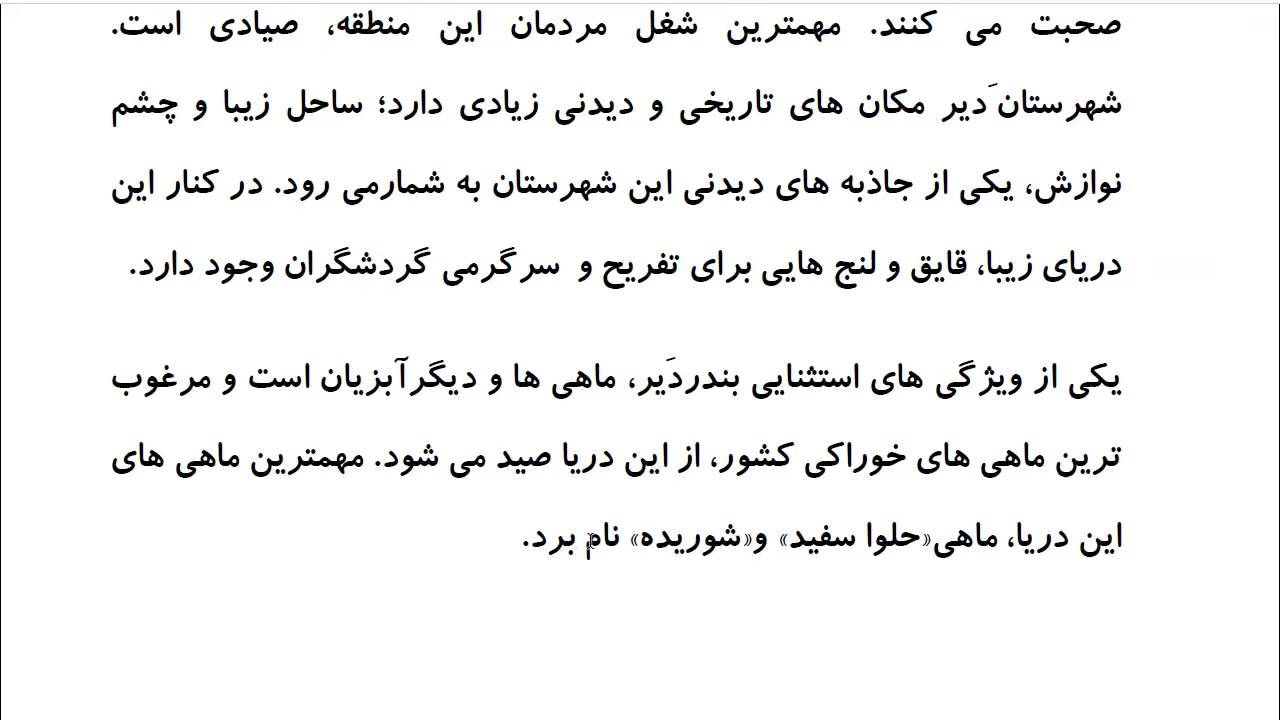 صحبت می کنند. مهمترین شغل مردمان این منطقه، صیادی است.
شهرستان َدیر مکان های تاریخی و دیدنی زیادی دارد؛ ساحل زیبا و چشم
نوازش، یکی از جاذبه های دیدنی این شهرستان به شمارمی رود. در کنار این
دریای زیبا، قایق و لنج هایی برای تفریح و سرگرمی گردشگران وجود دارد.
یکی از ویژگی های استثنایی بندردَیر، ماهی ها و دیگرآبزیان است و مرغوب
ترین ماهی های خوراکی کشور، از این دریا صید می شود. مهمترین ماهی های
این دریا، ماهی«حلوا سفید» و«شوریده» نام برد.